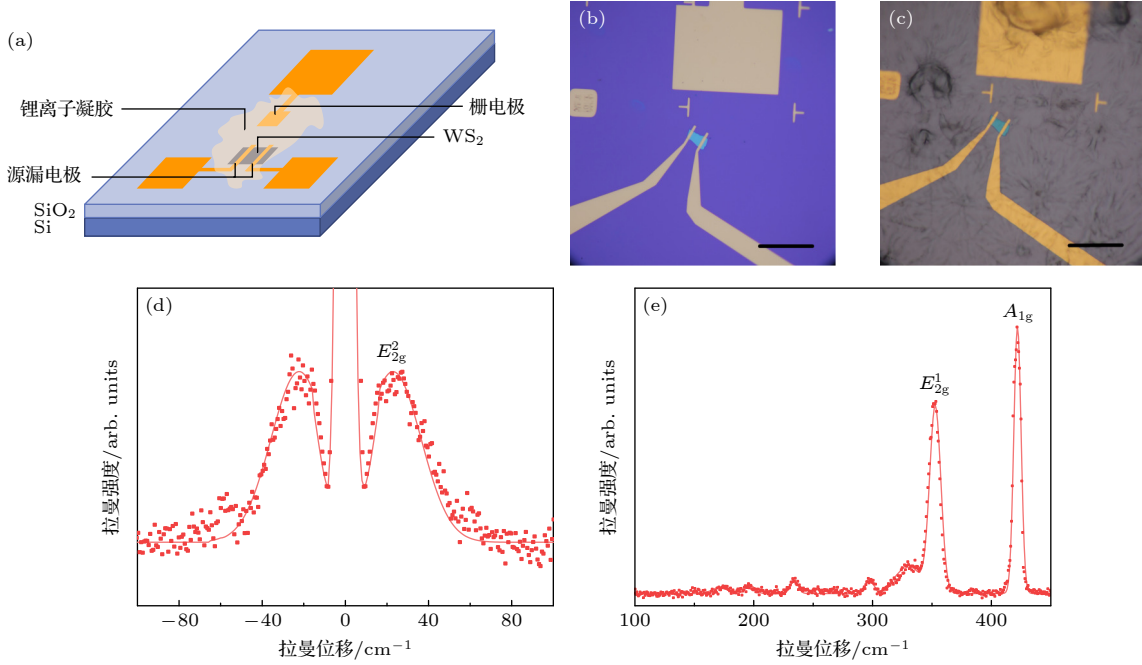 (a)
锂离子凝胶
栅电极
WS₂
源漏电极
SiO₂
Si
(b)
(c)
(d)
E²₂g
拉曼强度/arb. units
−80 −40 0 40 80
拉曼位移/cm⁻¹
(e)
A₁g
E¹₂g
拉曼强度/arb. units
100 200 300 400
拉曼位移/cm⁻¹